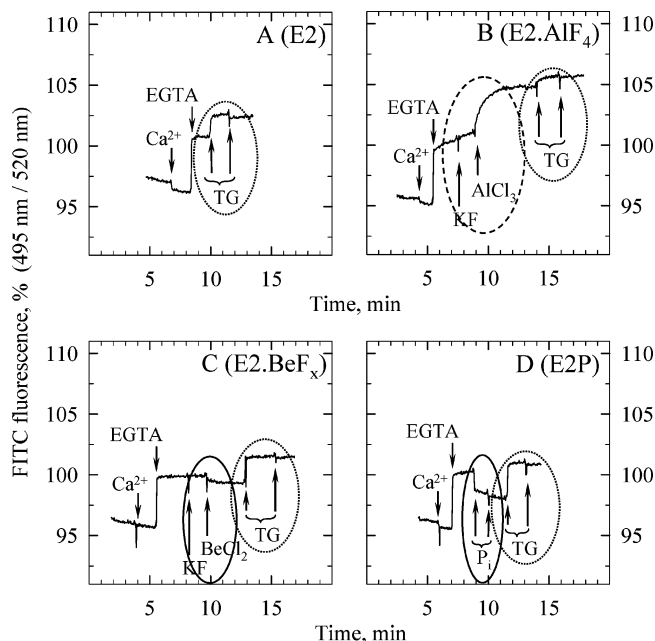 FITC fluorescence, % (495 nm / 520 nm)
110
105
100
95
A (E2)
EGTA
Ca²⁺
TG
5 10 15
B (E2.AlF₄)
EGTA
Ca²⁺
KF
AlCl₃
TG
110
105
100
95
5 10 15
Time, min
110
105
100
95
C (E2.BeFₓ)
EGTA
Ca²⁺
KF
BeCl₂
TG
5 10 15
D (E2P)
EGTA
Ca²⁺
Pᵢ
TG
110
105
100
95
5 10 15
Time, min